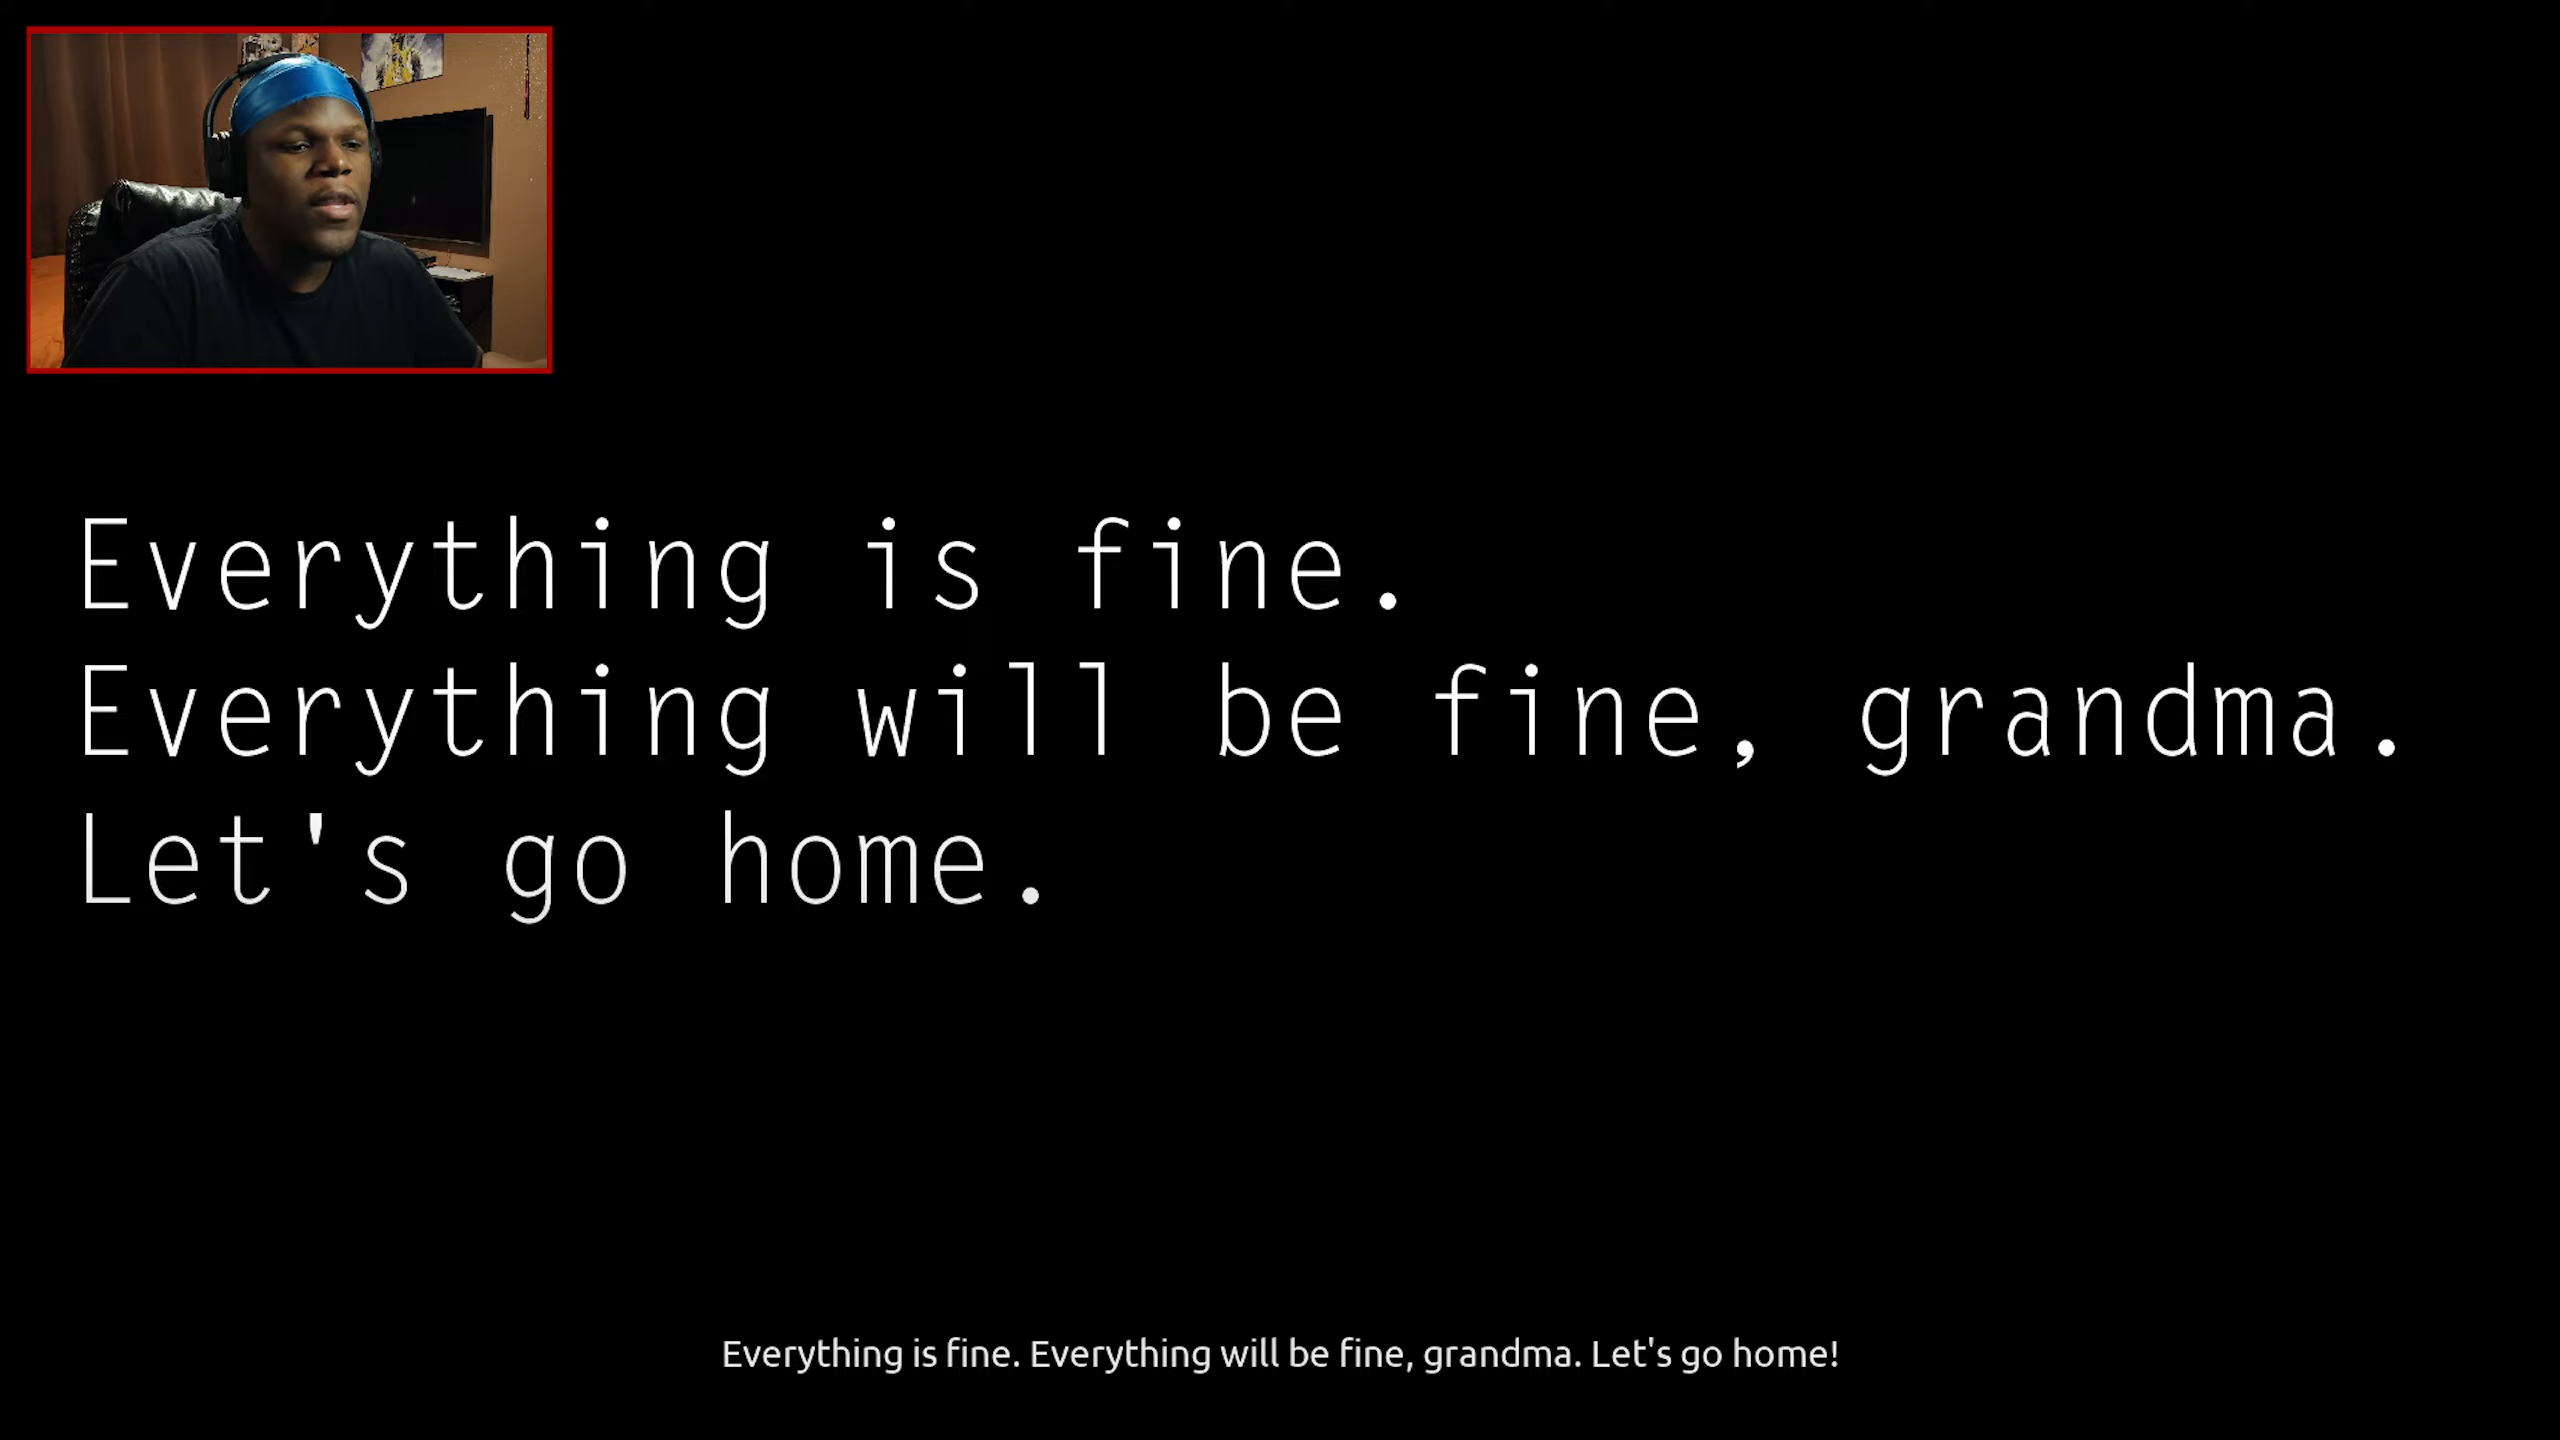 Everything is fine.
Everything will be fine, grandma.
Let's go home.
Everything is fine. Everything will be fine, grandma. Let's go home!